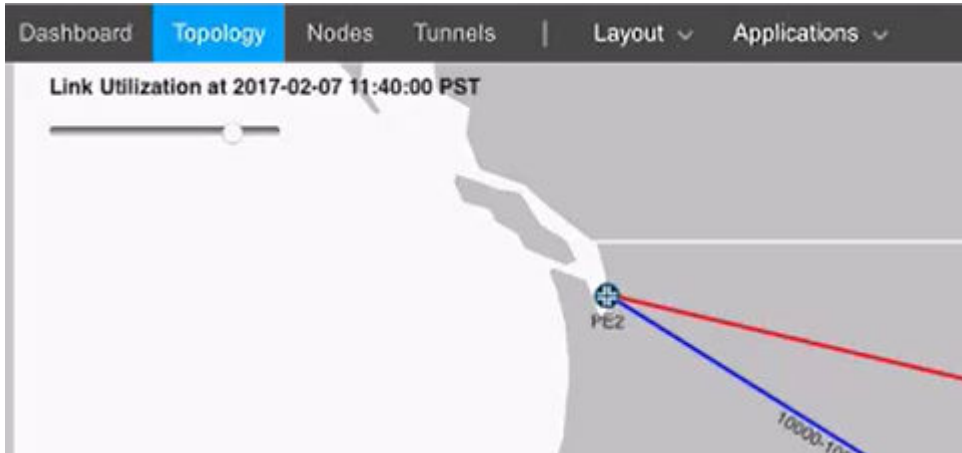 Dashboard Topology Nodes Tunnels | Layout Applications
Link Utilization at 2017-02-07 11:40:00 PST
PE2